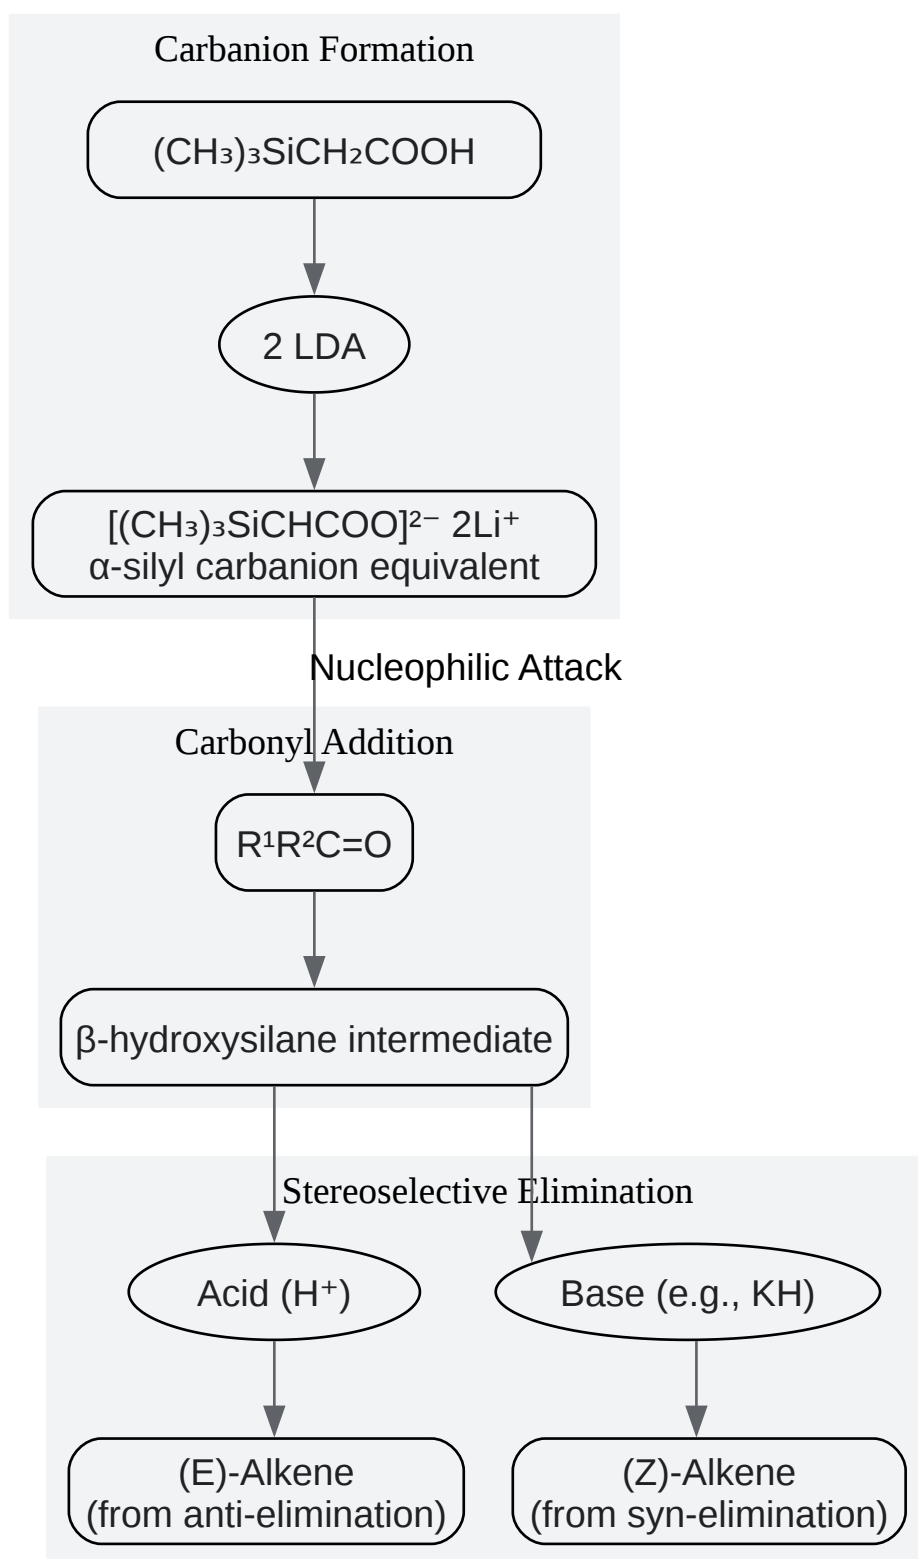 Carbanion Formation
(CH₃)₃SiCH₂COOH
2 LDA
[(CH₃)₃SiCHCOO]²⁻ 2Li⁺
α-silyl carbanion equivalent
Nucleophilic Attack
Carbonyl Addition
R¹R²C=O
β-hydroxysilane intermediate
Stereoselective Elimination
Acid (H⁺)
Base (e.g., KH)
(E)-Alkene
(from anti-elimination)
(Z)-Alkene
(from syn-elimination)